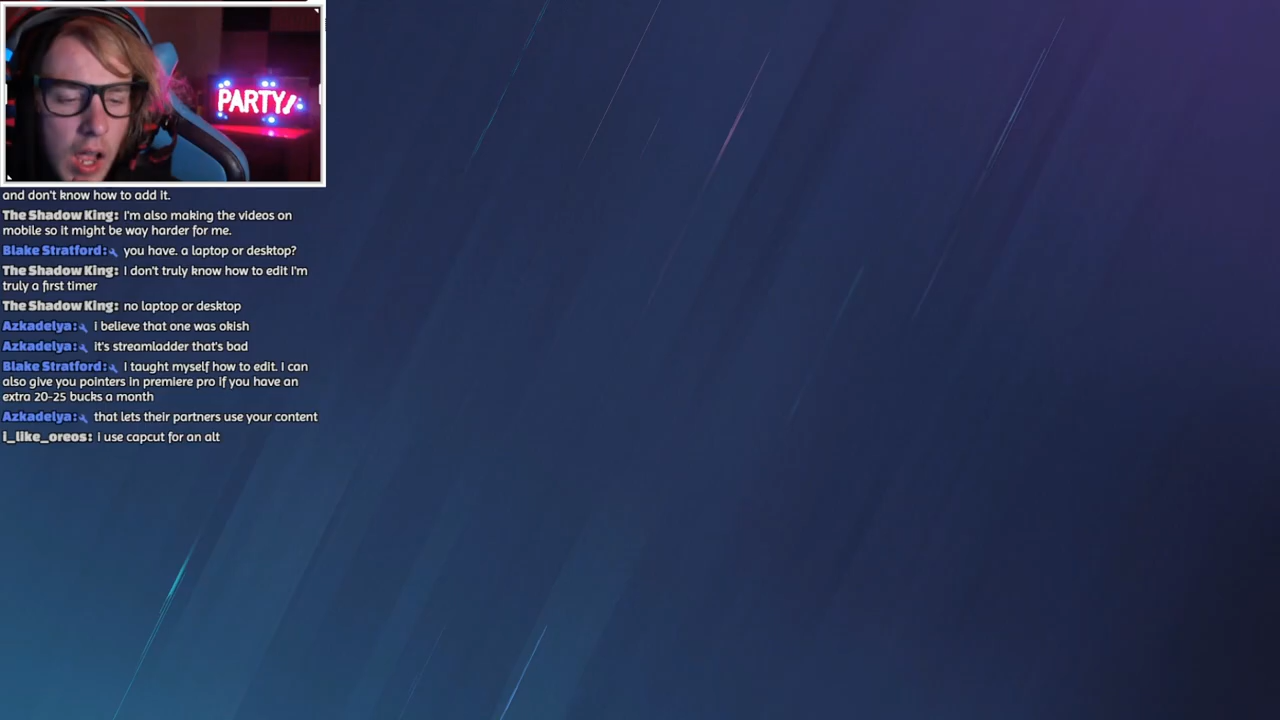 PARTY!
and don't know how to add it.
The Shadow King: I'm also making the videos on
mobile so it might be way harder for me.
Blake Stratford: you have. a laptop or desktop?
The Shadow King: I don't truly know how to edit I'm
truly a first timer
The Shadow King: no laptop or desktop
Azkadelya: i believe that one was okish
Azkadelya: it's streamladder that's bad
Blake Stratford: I taught myself how to edit. I can
also give you pointers in premiere pro if you have an
extra 20-25 bucks a month
Azkadelya: that lets their partners use your content
i_like_oreos: i use capcut for an alt